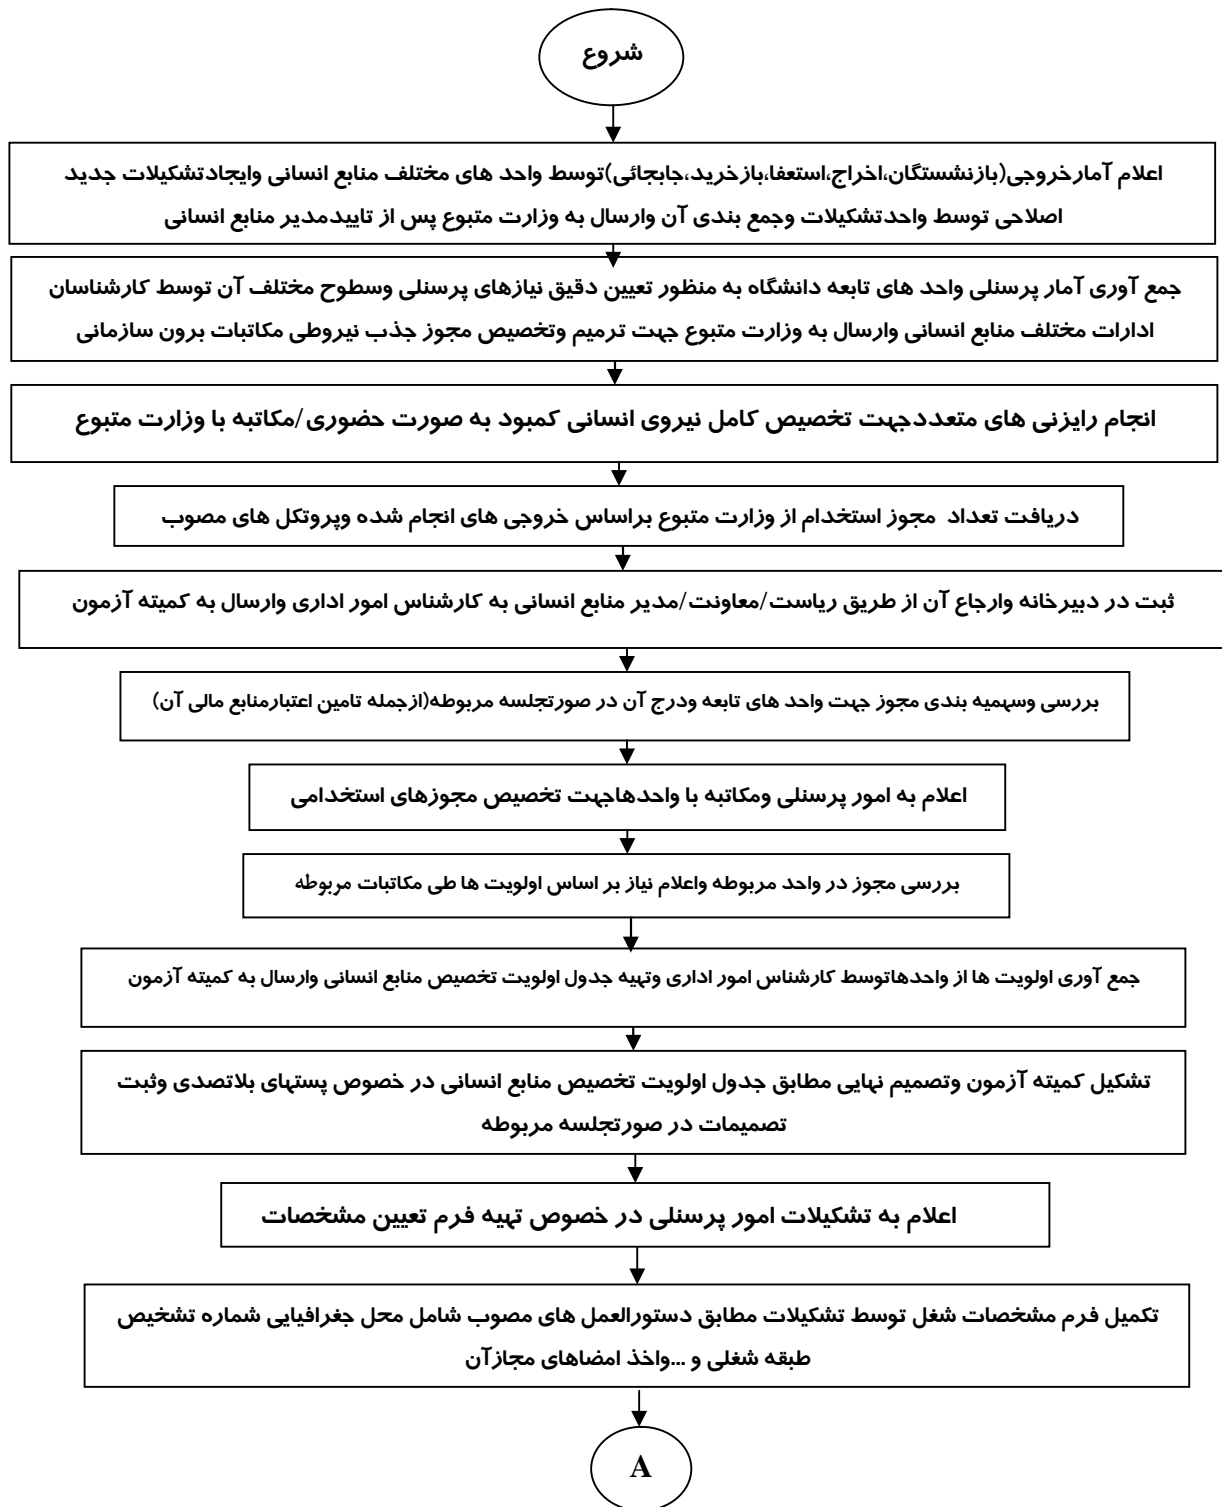 شروع
اعلام آمارخروجی(بازنشستگان،اخراج،استعفا،بازخرید،جابجائی)توسط واحد های مختلف منابع انسانی وایجادتشکیلات جدید
اصلاحی توسط واحدتشکیلات وجمع بندی آن وارسال به وزارت متبوع پس از تاییدمدیر منابع انسانی
جمع آوری آمار پرسنلی واحد های تابعه دانشگاه به منظور تعیین دقیق نیازهای پرسنلی وسطوح مختلف آن توسط کارشناسان
ادارات مختلف منابع انسانی وارسال به وزارت متبوع جهت ترمیم وتخصیص مجوز جذب نیروطی مکاتبات برون سازمانی
انجام رایزنی های متعددجهت تخصیص کامل نیروی انسانی کمبود به صورت حضوری/مکاتبه با وزارت متبوع
دریافت تعداد مجوز استخدام از وزارت متبوع براساس خروجی های انجام شده وپروتکل های مصوب
ثبت در دبیرخانه وارجاع آن از طریق ریاست/معاونت/مدیر منابع انسانی به کارشناس امور اداری وارسال به کمیته آزمون
بررسی وسهمیه بندی مجوز جهت واحد های تابعه ودرج آن در صورتجلسه مربوطه(ازجمله تامین اعتبارمنابع مالی آن)
اعلام به امور پرسنلی ومکاتبه با واحدهاجهت تخصیص مجوزهای استخدامی
بررسی مجوز در واحد مربوطه واعلام نیاز بر اساس اولویت ها طی مکاتبات مربوطه
جمع آوری اولویت ها از واحدهاتوسط کارشناس امور اداری وتهیه جدول اولویت تخصیص منابع انسانی وارسال به کمیته آزمون
تشکیل کمیته آزمون وتصمیم نهایی مطابق جدول اولویت تخصیص منابع انسانی در خصوص پستهای بلاتصدی وثبت
تصمیمات در صورتجلسه مربوطه
اعلام به تشکیلات امور پرسنلی در خصوص تهیه فرم تعیین مشخصات
تکمیل فرم مشخصات شغل توسط تشکیلات مطابق دستورالعمل های مصوب شامل محل جغرافیایی شماره تشخیص
طبقه شغلی و ...واخذ امضاهای مجازآن
A